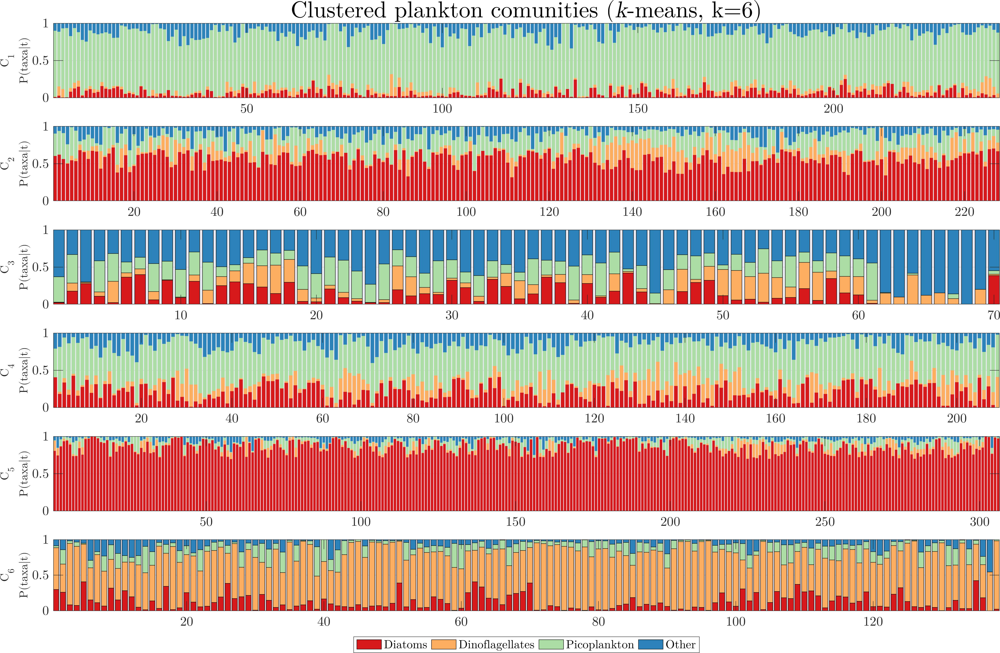 Clustered plankton comunities (k-means, k=6)
C1
P(taxa|t)
1
0.5
0
50 100 150 200
C2
P(taxa|t)
1
0.5
0
20 40 60 80 100 120 140 160 180 200 220
C3
P(taxa|t)
1
0.5
0
10 20 30 40 50 60 70
C4
P(taxa|t)
1
0.5
0
20 40 60 80 100 120 140 160 180 200
C5
P(taxa|t)
1
0.5
0
50 100 150 200 250 300
C6
P(taxa|t)
1
0.5
0
20 40 60 80 100 120
Diatoms Dinoflagellates Picoplankton Other